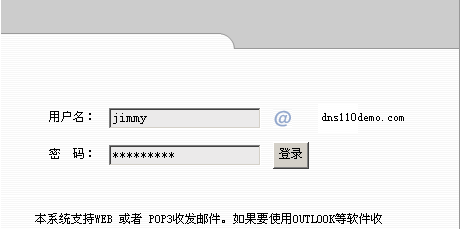 用户名： jimmy @ dns110demo.com
密 码： ********* 登录
本系统支持WEB 或者 POP3收发邮件。如果要使用OUTLOOK等软件收